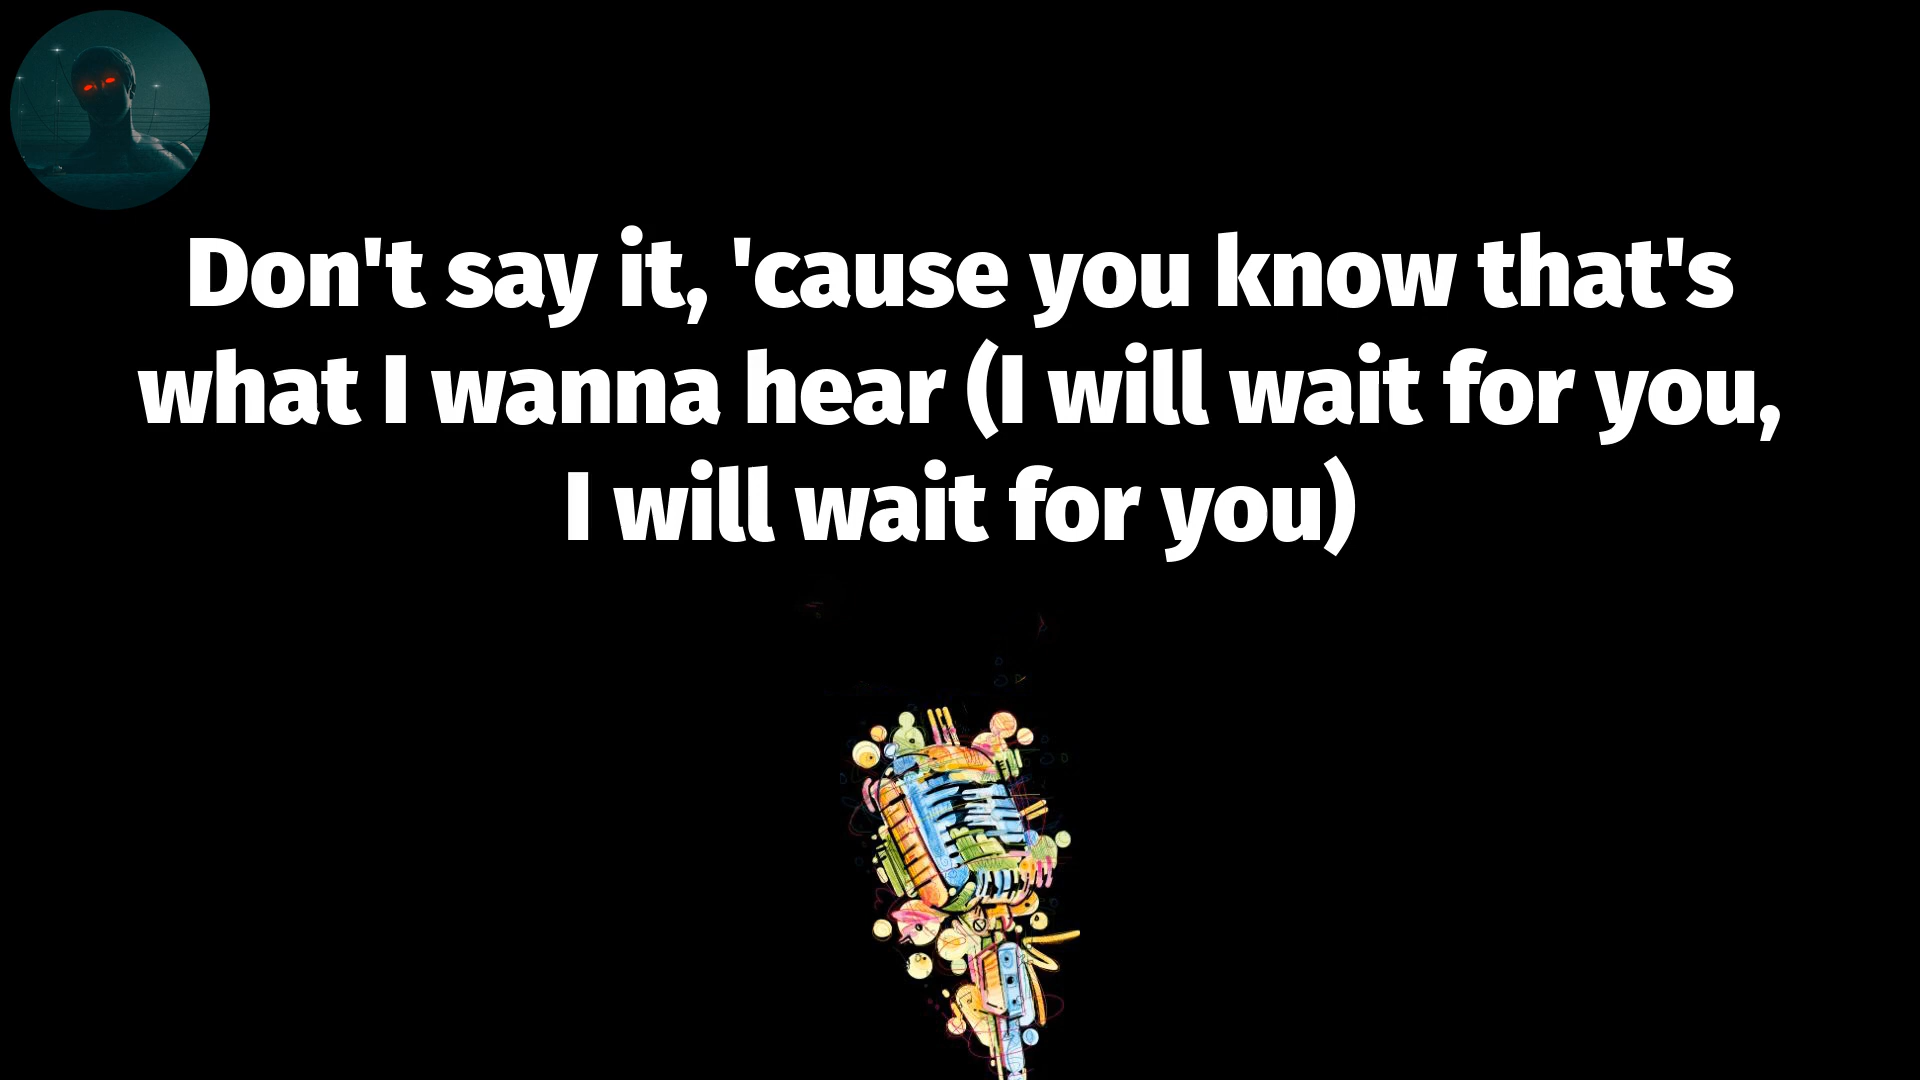 Don't say it, 'cause you know that's
what I wanna hear (I will wait for you,
I will wait for you)